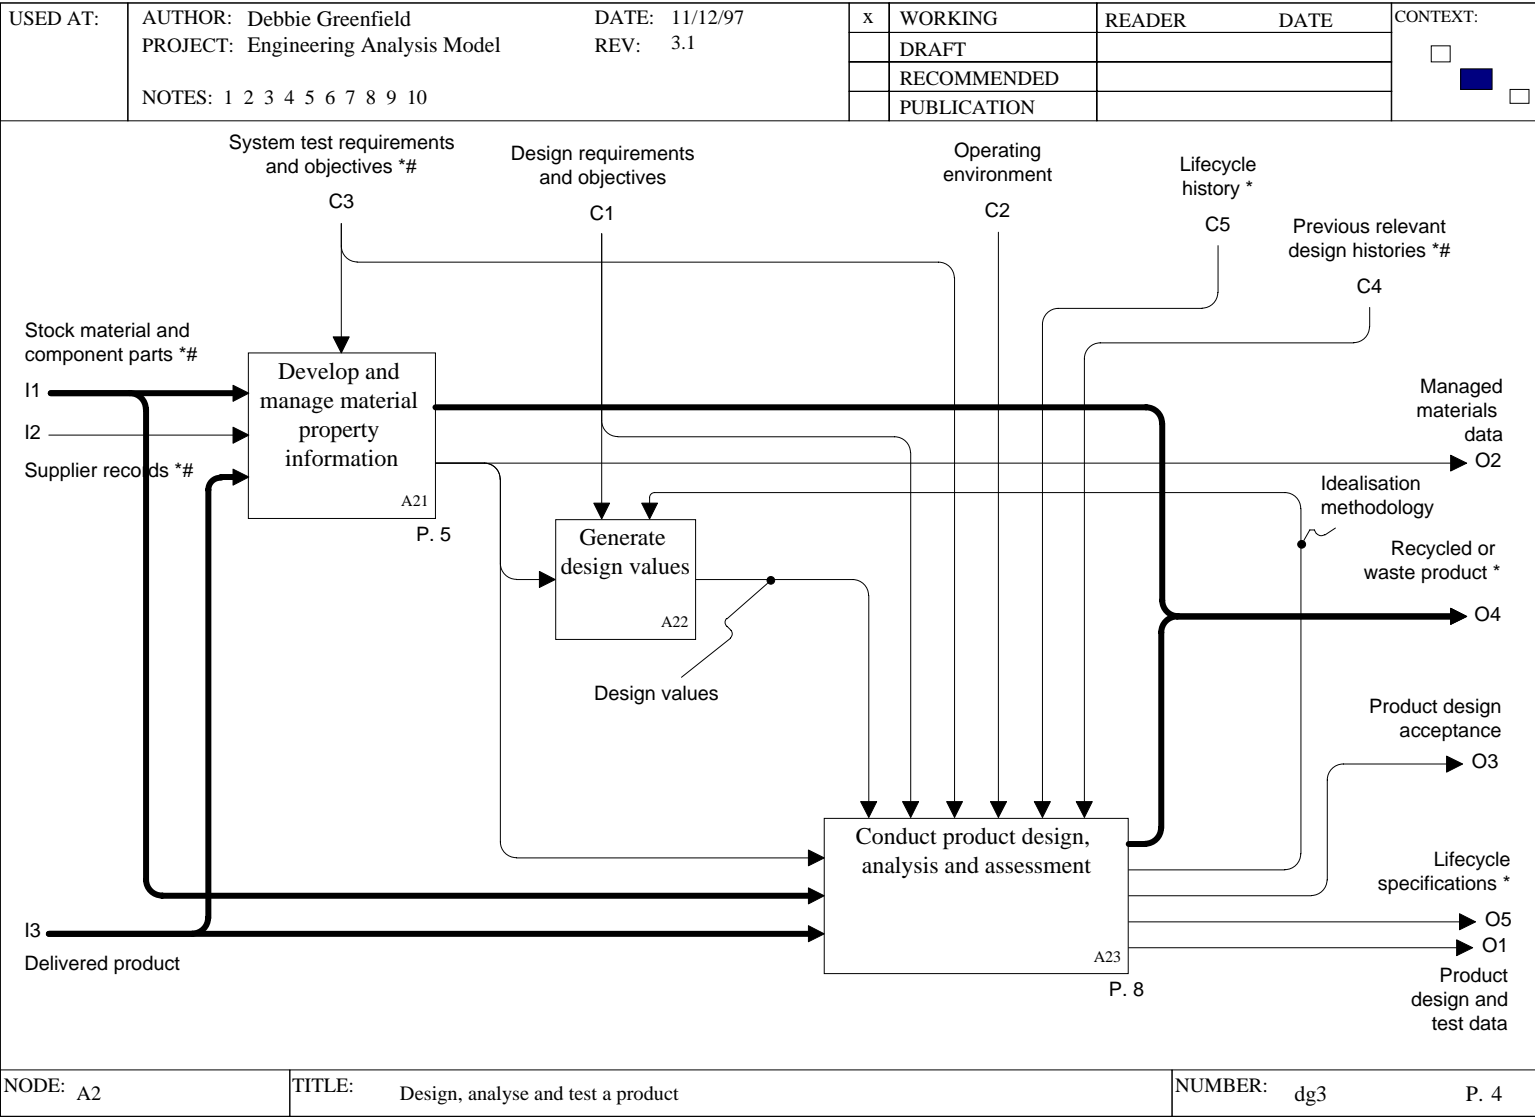 USED AT:
AUTHOR: Debbie Greenfield
DATE: 11/12/97
PROJECT: Engineering Analysis Model
REV: 3.1
NOTES: 1 2 3 4 5 6 7 8 9 10
x WORKING
DRAFT
RECOMMENDED
PUBLICATION
READER DATE
CONTEXT:
System test requirements
and objectives *#
C3
Design requirements
and objectives
C1
Operating
environment
C2
Lifecycle
history *
C5
Previous relevant
design histories *#
C4
Stock material and
component parts *#
I1
I2
Supplier records *#
Develop and
manage material
property
information
A21
P. 5
Managed
materials
data
O2
Idealisation
methodology
Generate
design values
A22
Recycled or
waste product *
O4
Design values
Product design
acceptance
O3
Conduct product design,
analysis and assessment
A23
P. 8
Lifecycle
specifications *
O5
O1
Product
design and
test data
I3
Delivered product
NODE: A2
TITLE: Design, analyse and test a product
NUMBER: dg3 P. 4